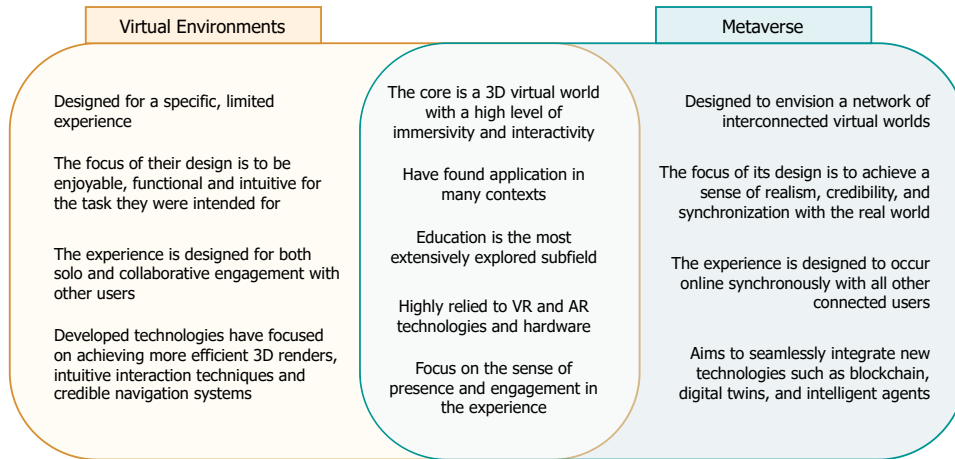 Virtual Environments
Metaverse
Designed for a specific, limited
experience
The focus of their design is to be
enjoyable, functional and intuitive for
the task they were intended for
The experience is designed for both
solo and collaborative engagement with
other users
Developed technologies have focused
on achieving more efficient 3D renders,
intuitive interaction techniques and
credible navigation systems
The core is a 3D virtual world
with a high level of
immersivity and interactivity
Have found application in
many contexts
Education is the most
extensively explored subfield
Highly relied to VR and AR
technologies and hardware
Focus on the sense of
presence and engagement in
the experience
Designed to envision a network of
interconnected virtual worlds
The focus of its design is to achieve a
sense of realism, credibility, and
synchronization with the real world
The experience is designed to occur
online synchronously with all other
connected users
Aims to seamlessly integrate new
technologies such as blockchain,
digital twins, and intelligent agents